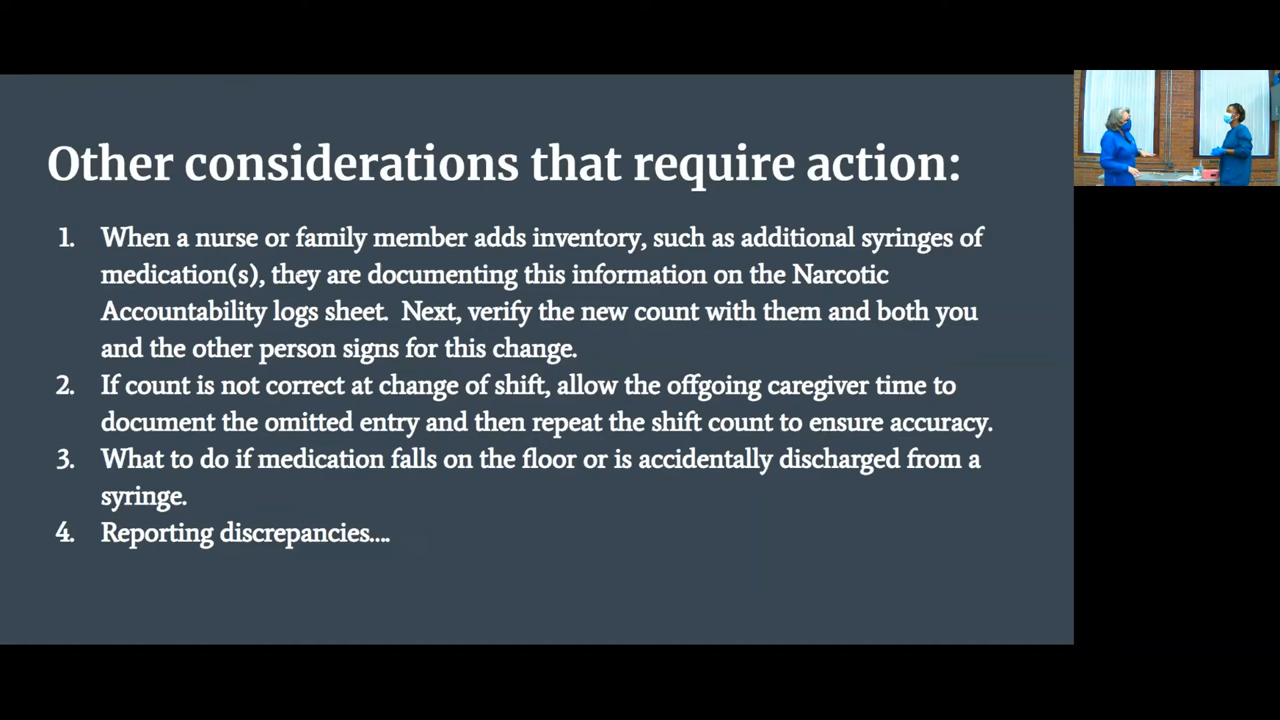 Other considerations that require action:
1. When a nurse or family member adds inventory, such as additional syringes of
medication(s), they are documenting this information on the Narcotic
Accountability logs sheet.  Next, verify the new count with them and both you
and the other person signs for this change.
2. If count is not correct at change of shift, allow the offgoing caregiver time to
document the omitted entry and then repeat the shift count to ensure accuracy.
3. What to do if medication falls on the floor or is accidentally discharged from a
syringe.
4. Reporting discrepancies....